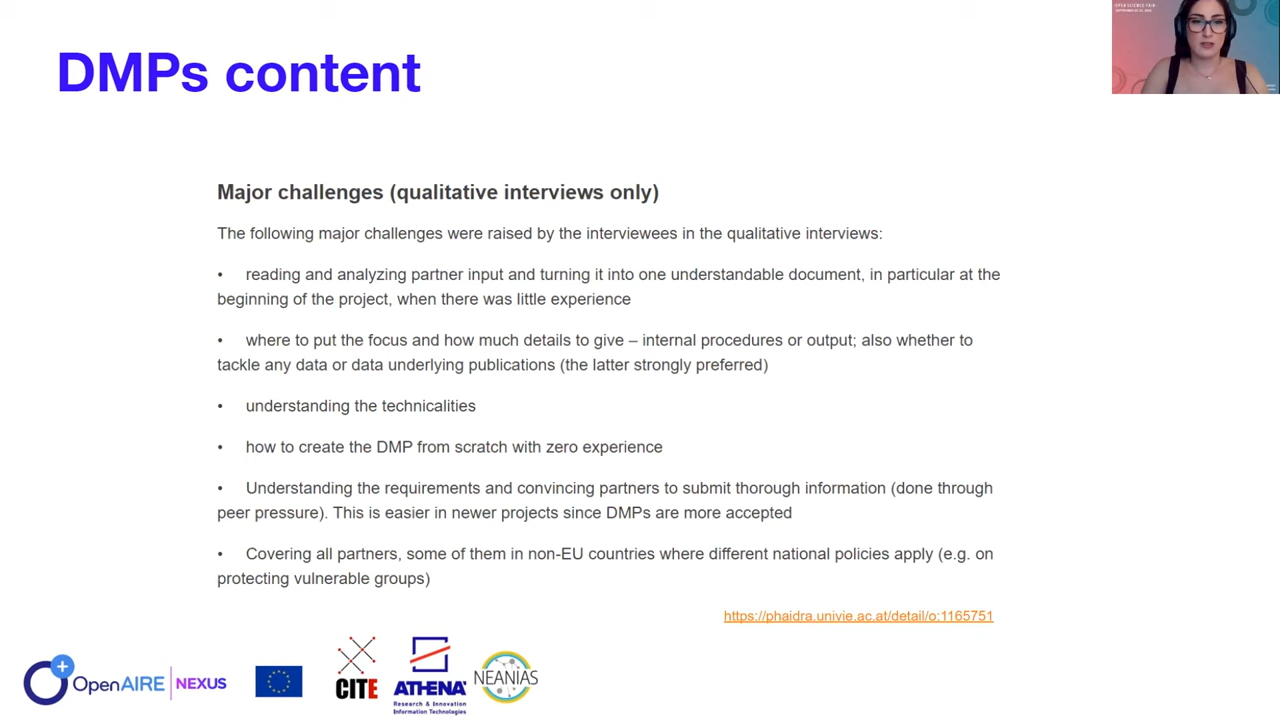 OPEN SCIENCE FAIR
DMPs content
Major challenges (qualitative interviews only)
The following major challenges were raised by the interviewees in the qualitative interviews:
• reading and analyzing partner input and turning it into one understandable document, in particular at the
beginning of the project, when there was little experience
• where to put the focus and how much details to give – internal procedures or output; also whether to
tackle any data or data underlying publications (the latter strongly preferred)
• understanding the technicalities
• how to create the DMP from scratch with zero experience
• Understanding the requirements and convincing partners to submit thorough information (done through
peer pressure). This is easier in newer projects since DMPs are more accepted
• Covering all partners, some of them in non-EU countries where different national policies apply (e.g. on
protecting vulnerable groups)
https://phaidra.univie.ac.at/detail/o:1165751
OpenAIRE NEXUS
CITE
ATHENA
Research & Innovation
Information Technologies
NEANIAS